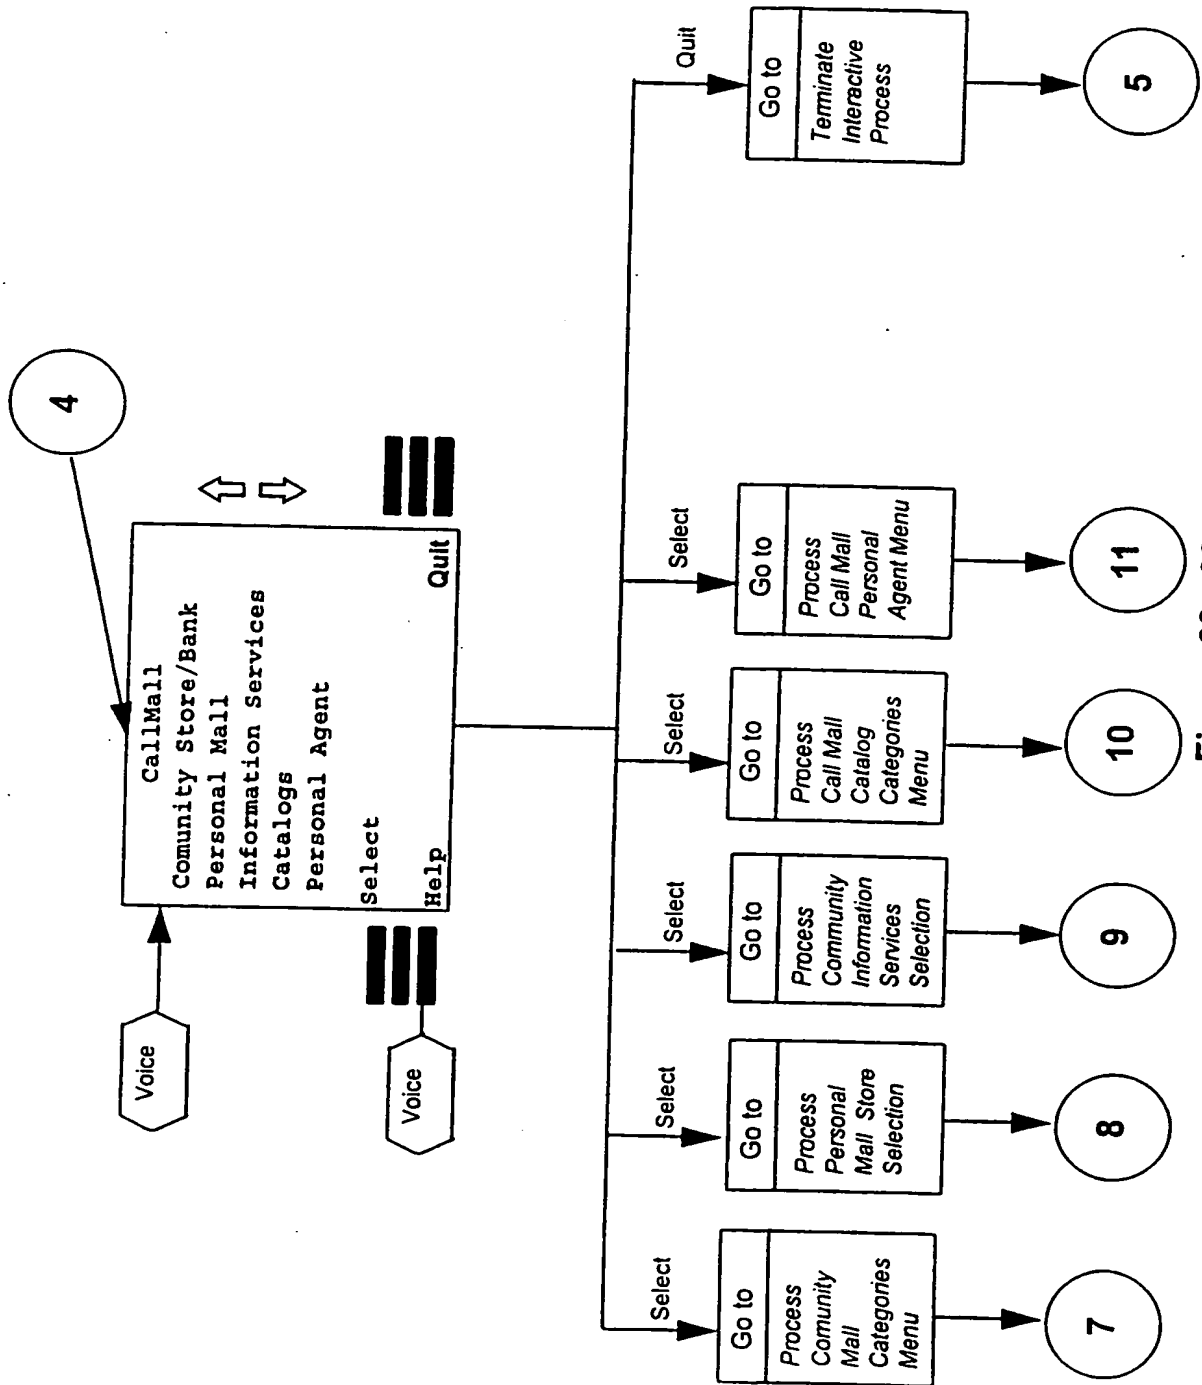 4
Voice
CallMall
Comunity Store/Bank
Personal Mall
Information Services
Catalogs
Personal Agent
Select
Help
Quit
Voice
Select
Select
Select
Select
Select
Quit
Go to
Process
Comunity
Mall
Categories
Menu
Go to
Process
Personal
Mall Store
Selection
Go to
Process
Community
Information
Services
Selection
Go to
Process
Call Mall
Catalog
Categories
Menu
Go to
Process
Call Mall
Personal
Agent Menu
Go to
Terminate
Interactive
Process
7
8
9
10
11
5